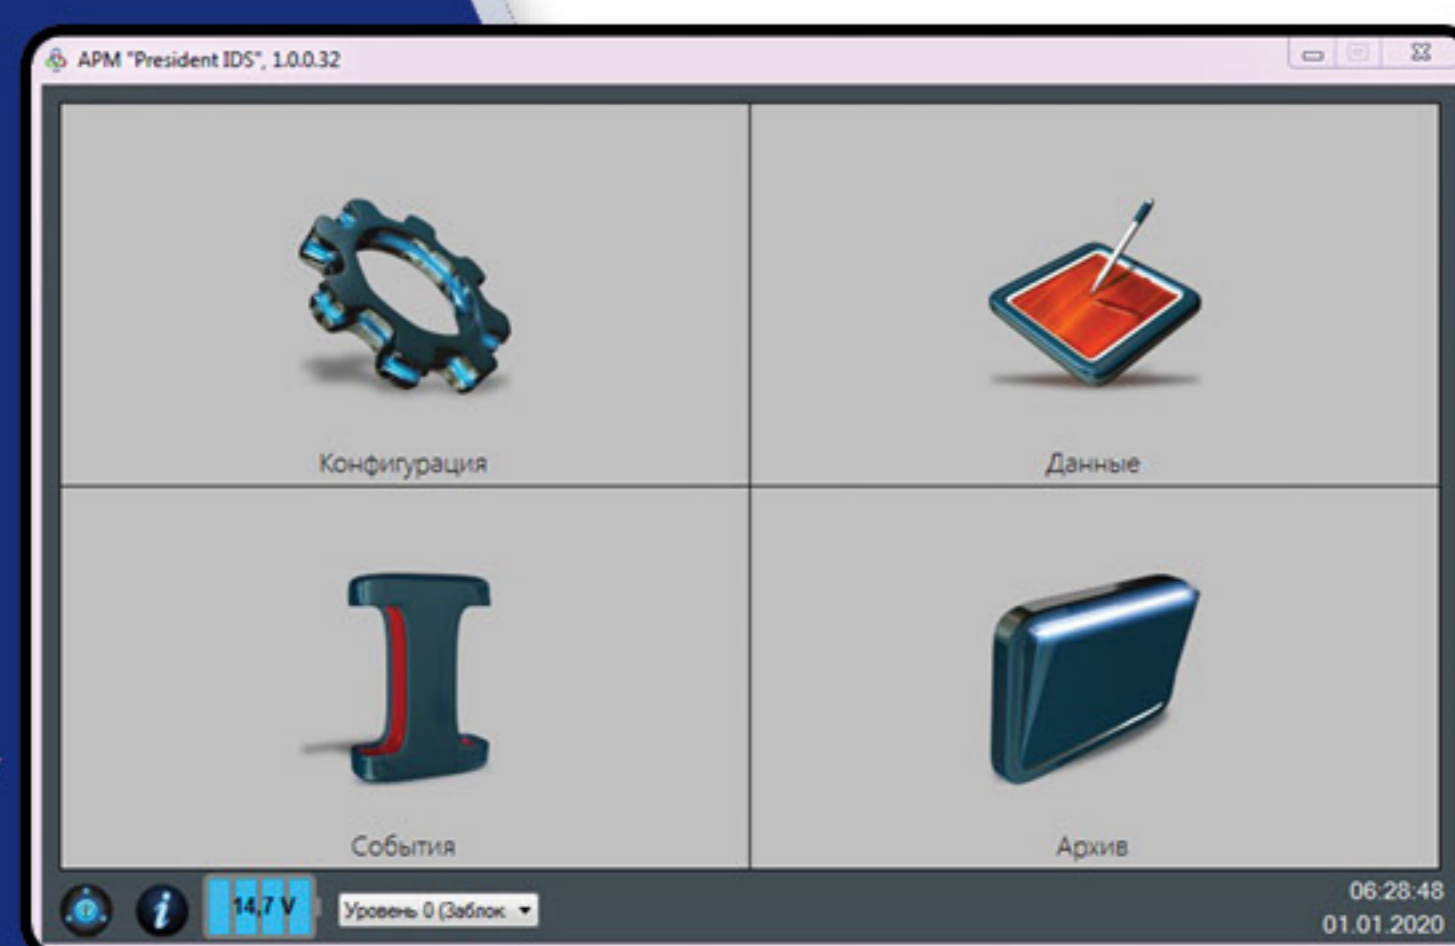 АРМ "President IDS", 1.0.0.32
Конфигурация
Данные
События
Архив
14,7 V
Уровень 0 (Заблок
06:28:48
01.01.2020